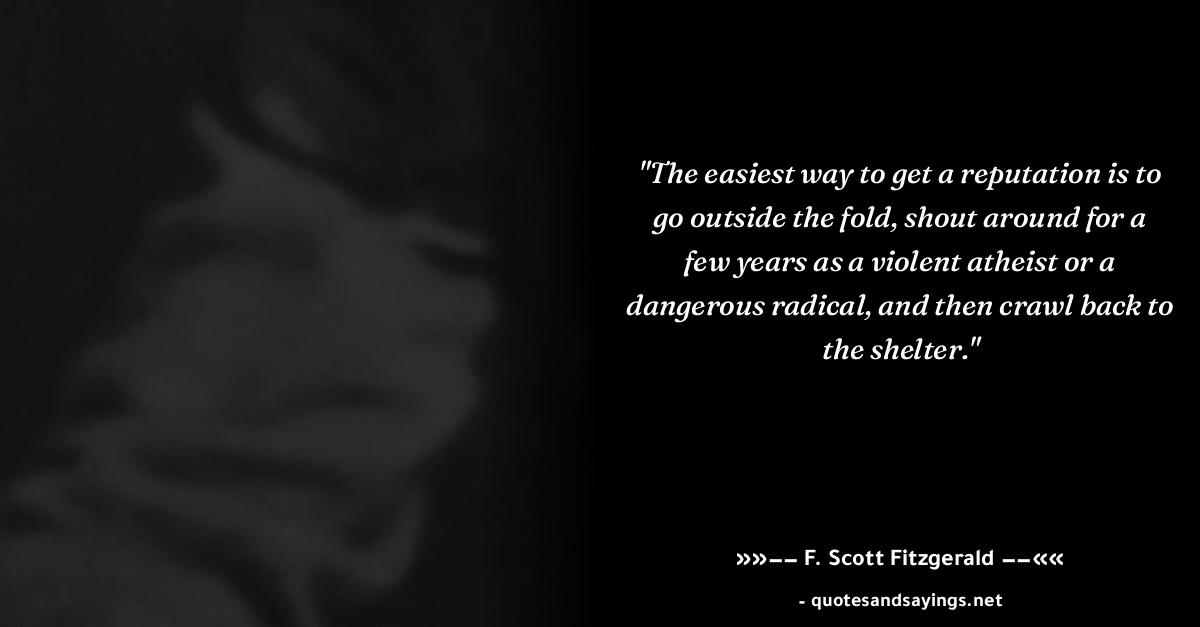 "The easiest way to get a reputation is to
go outside the fold, shout around for a
few years as a violent atheist or a
dangerous radical, and then crawl back to
the shelter."
»»−− F. Scott Fitzgerald −−««
- quotesandsayings.net